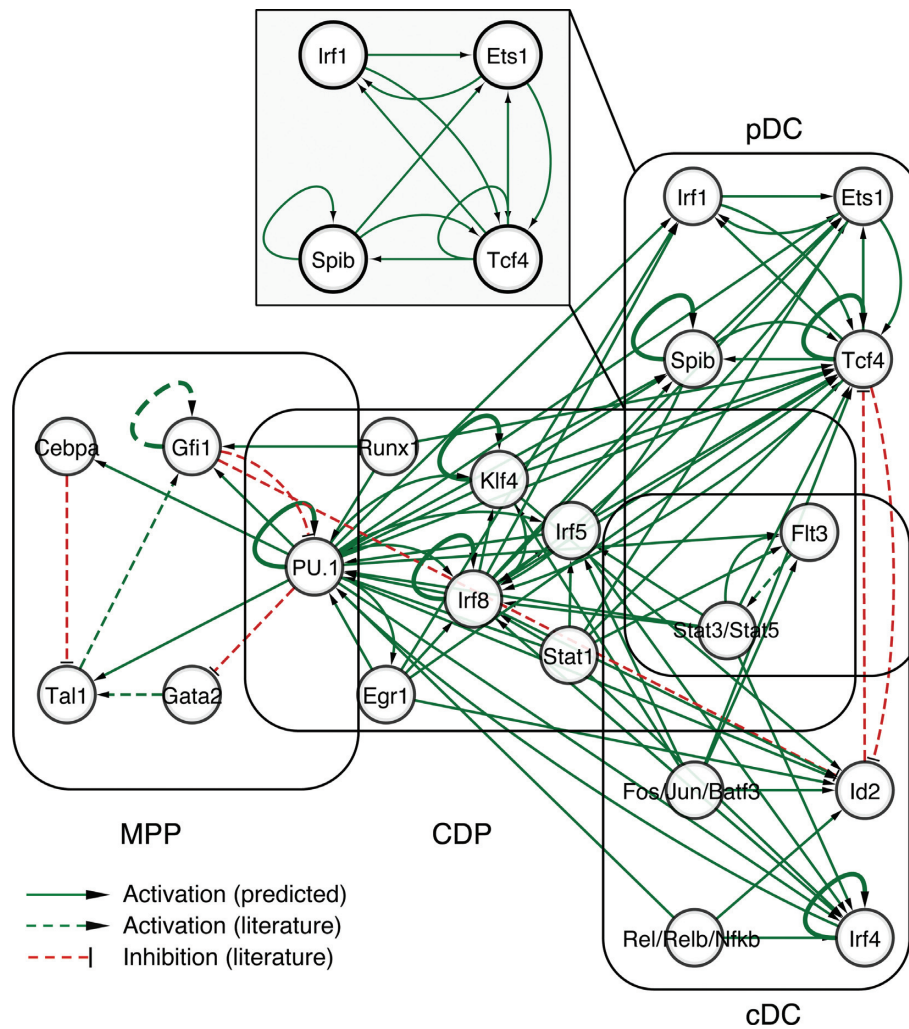 Irf1 Ets1
Spib Tcf4
pDC
Irf1 Ets1
Spib Tcf4
Cebpa Gfi1 Runx1
Klf4
Irf5 Flt3
PU.1
Irf8
Stat3/Stat5
Stat1
Tal1 Gata2 Egr1
Fos/Jun/Batf3 Id2
MPP CDP
Activation (predicted)
Activation (literature)
Rel/Relb/Nfkb Irf4
Inhibition (literature)
cDC